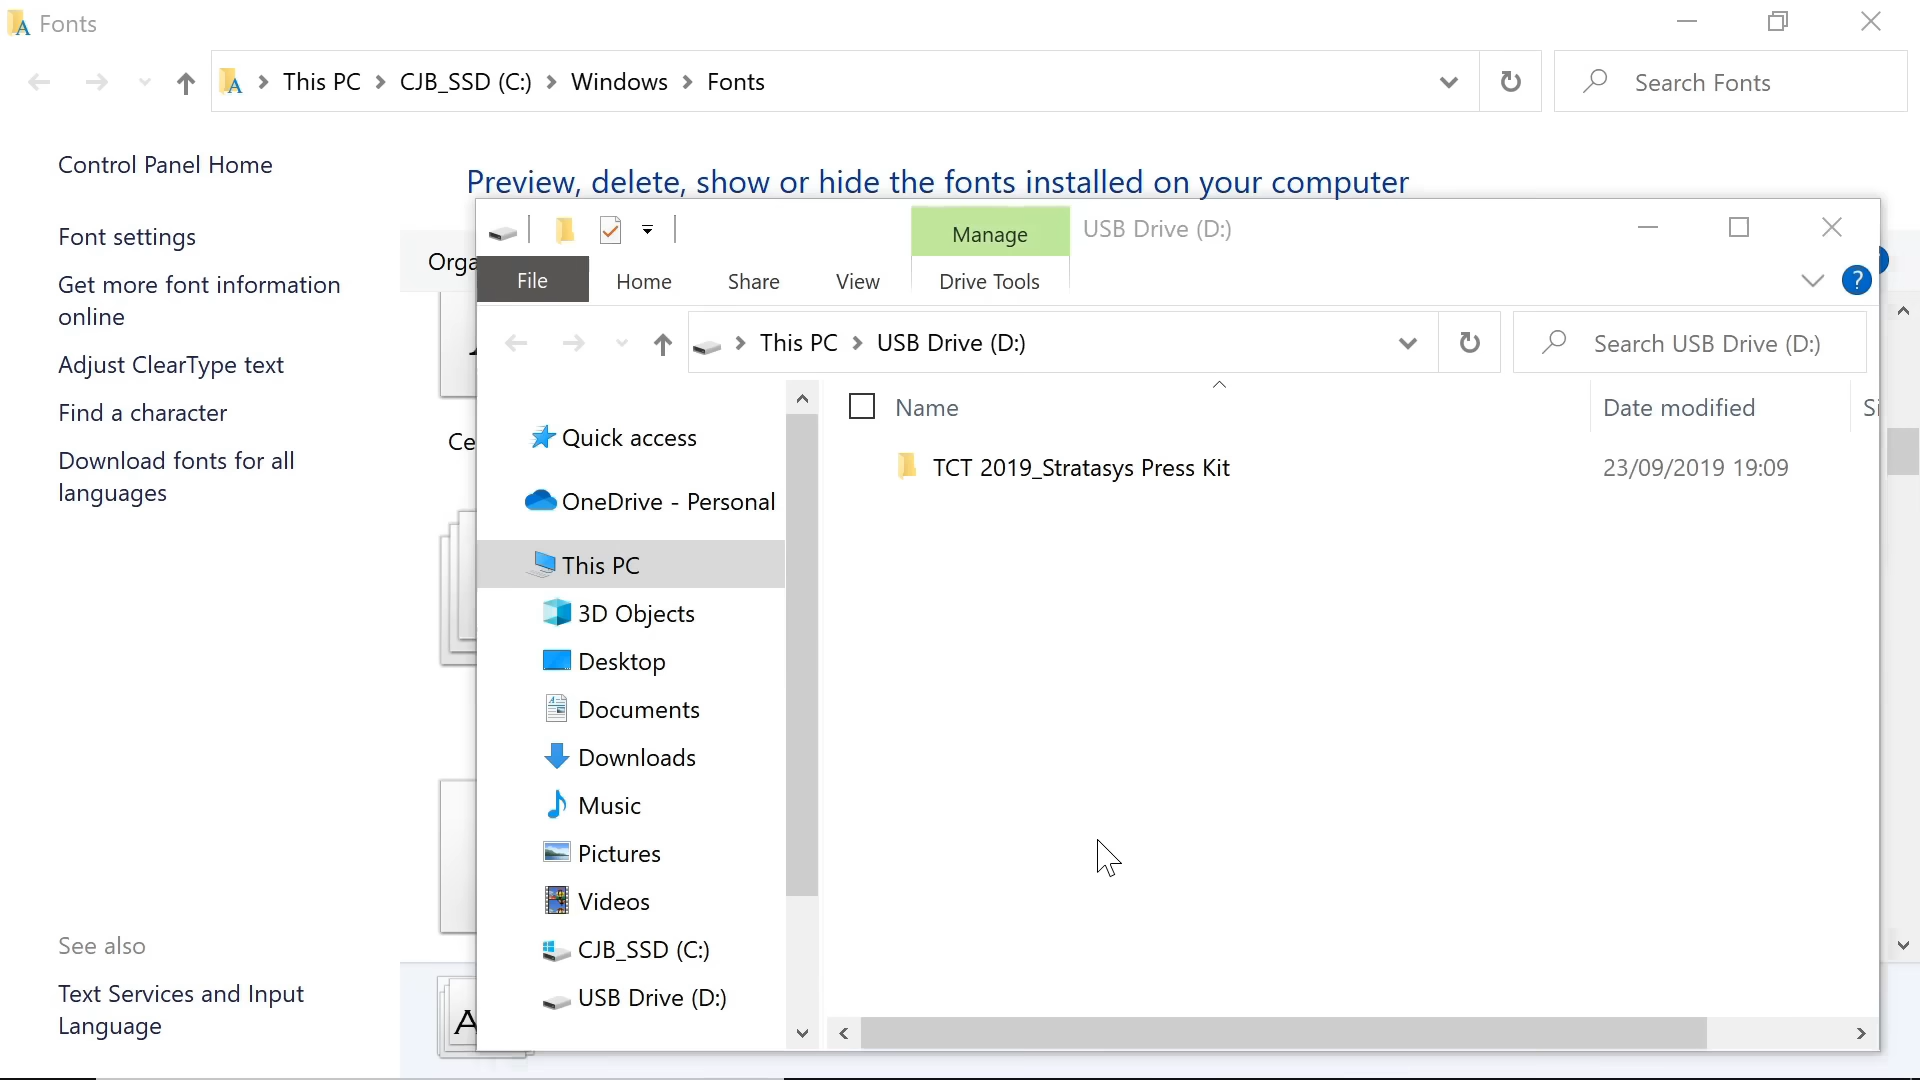 Fonts
This PC CJB_SSD (C:) Windows Fonts
Search Fonts
Control Panel Home
Font settings
Get more font information
online
Adjust ClearType text
Find a character
Download fonts for all
languages
See also
Text Services and Input
Language
Preview, delete, show or hide the fonts installed on your computer
Orga
Ce
A
Manage
USB Drive (D:)
File Home Share View Drive Tools
?
This PC USB Drive (D:)
Search USB Drive (D:)
Quick access
OneDrive - Personal
This PC
3D Objects
Desktop
Documents
Downloads
Music
Pictures
Videos
CJB_SSD (C:)
USB Drive (D:)
Name Date modified Si
TCT 2019_Stratasys Press Kit 23/09/2019 19:09